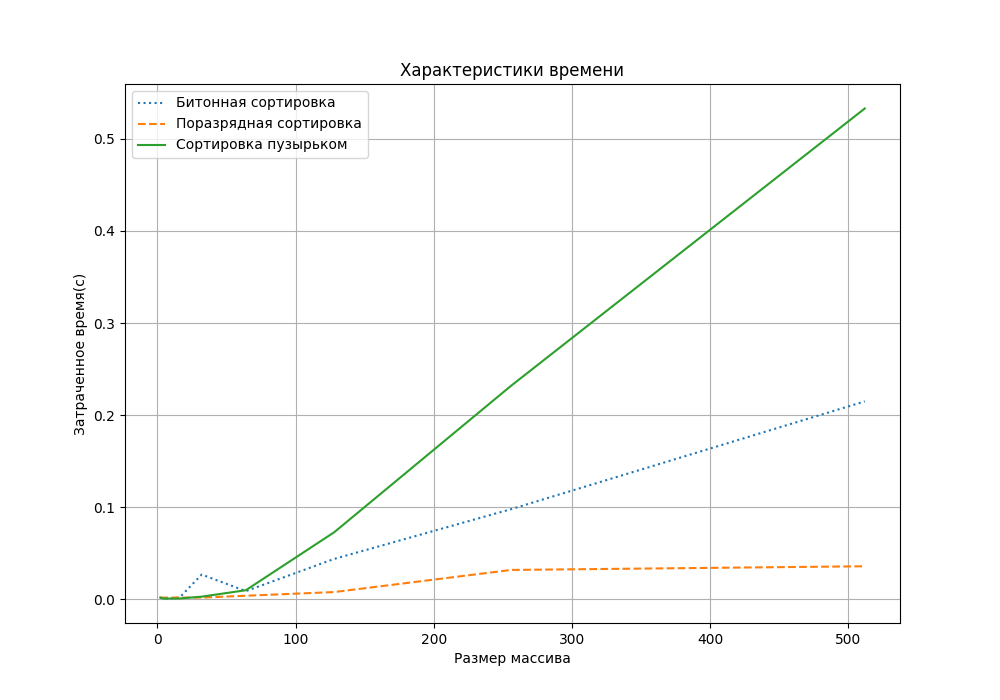 Характеристики времени
Битонная сортировка
Поразрядная сортировка
Сортировка пузырьком
Затраченное время(с)
0.5
0.4
0.3
0.2
0.1
0.0
0 100 200 300 400 500
Размер массива